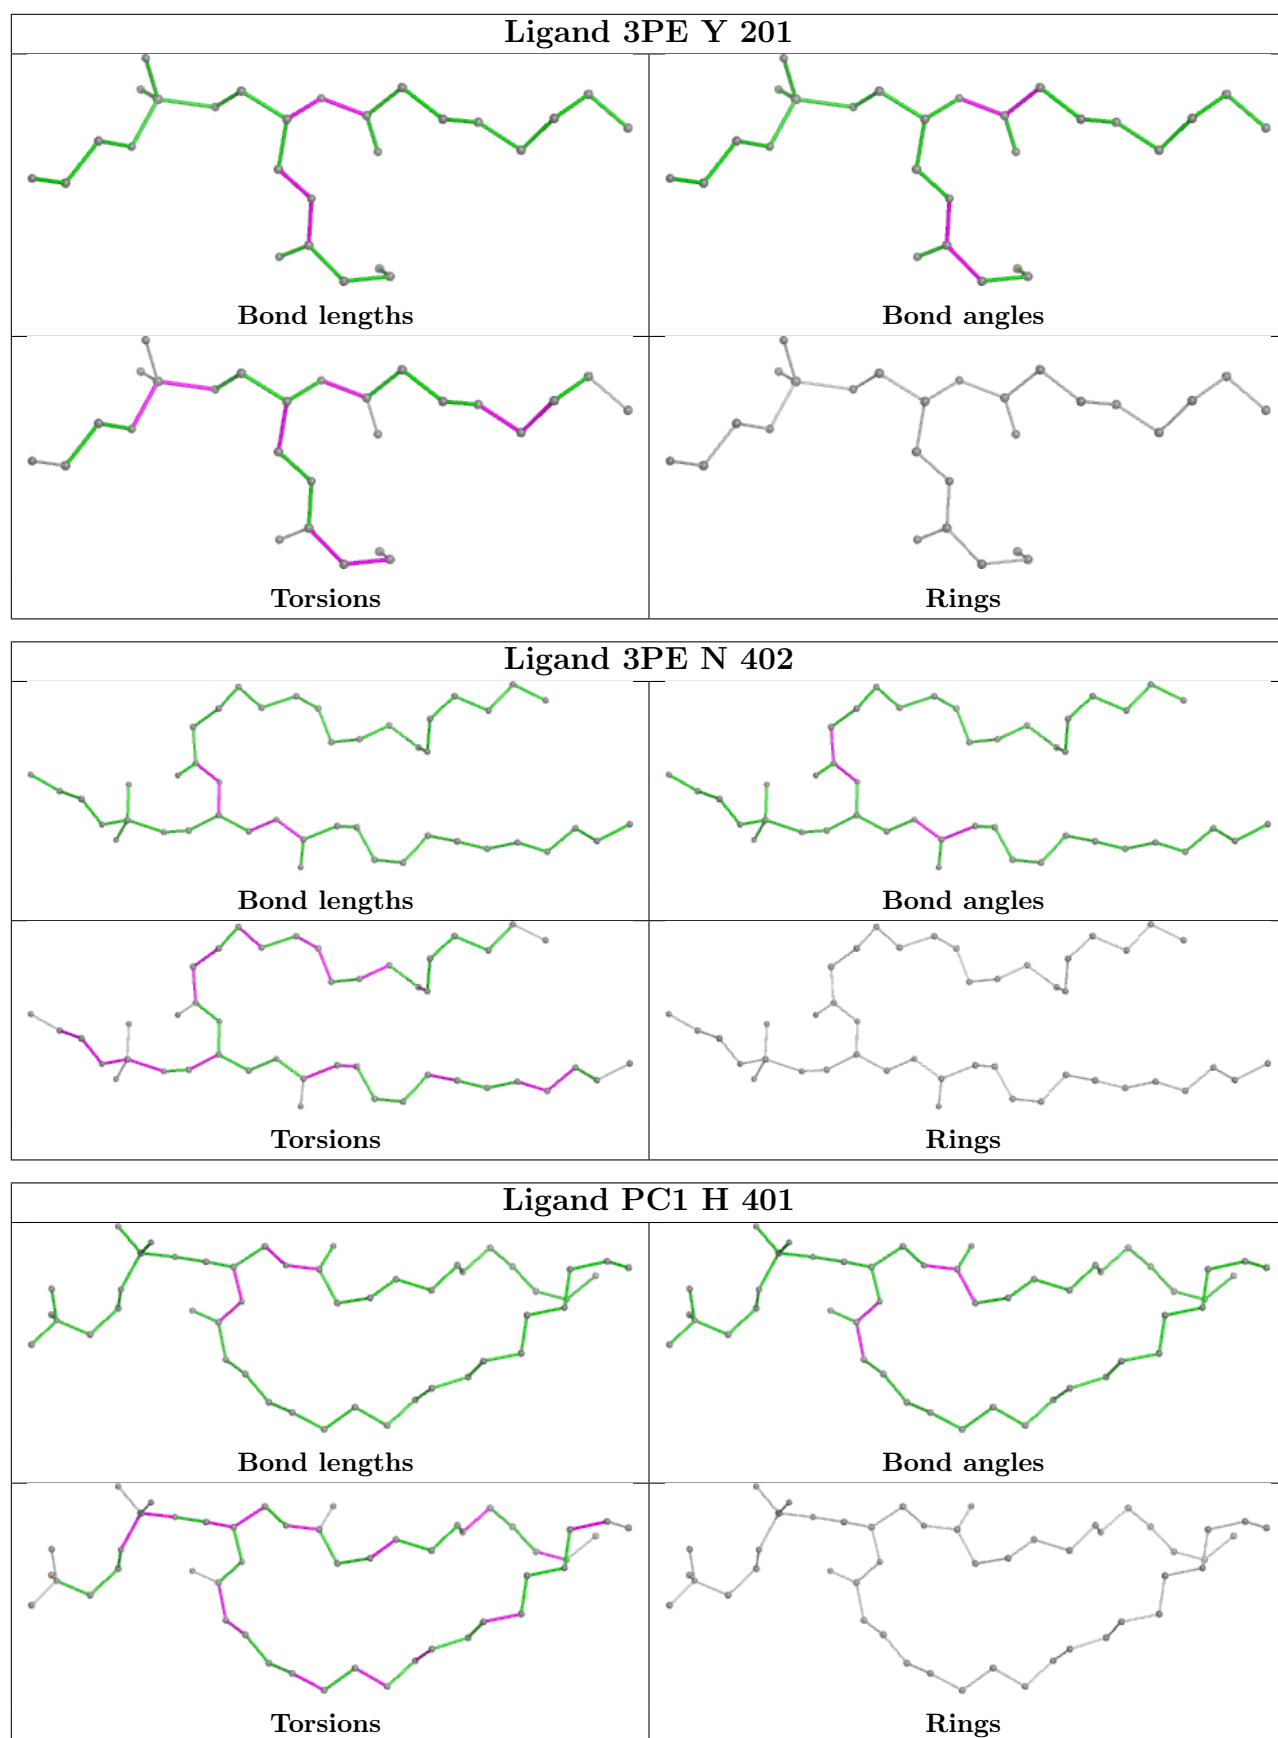 Ligand 3PE Y 201
Bond lengths
Bond angles
Torsions
Rings
Ligand 3PE N 402
Bond lengths
Bond angles
Torsions
Rings
Ligand PC1 H 401
Bond lengths
Bond angles
Torsions
Rings